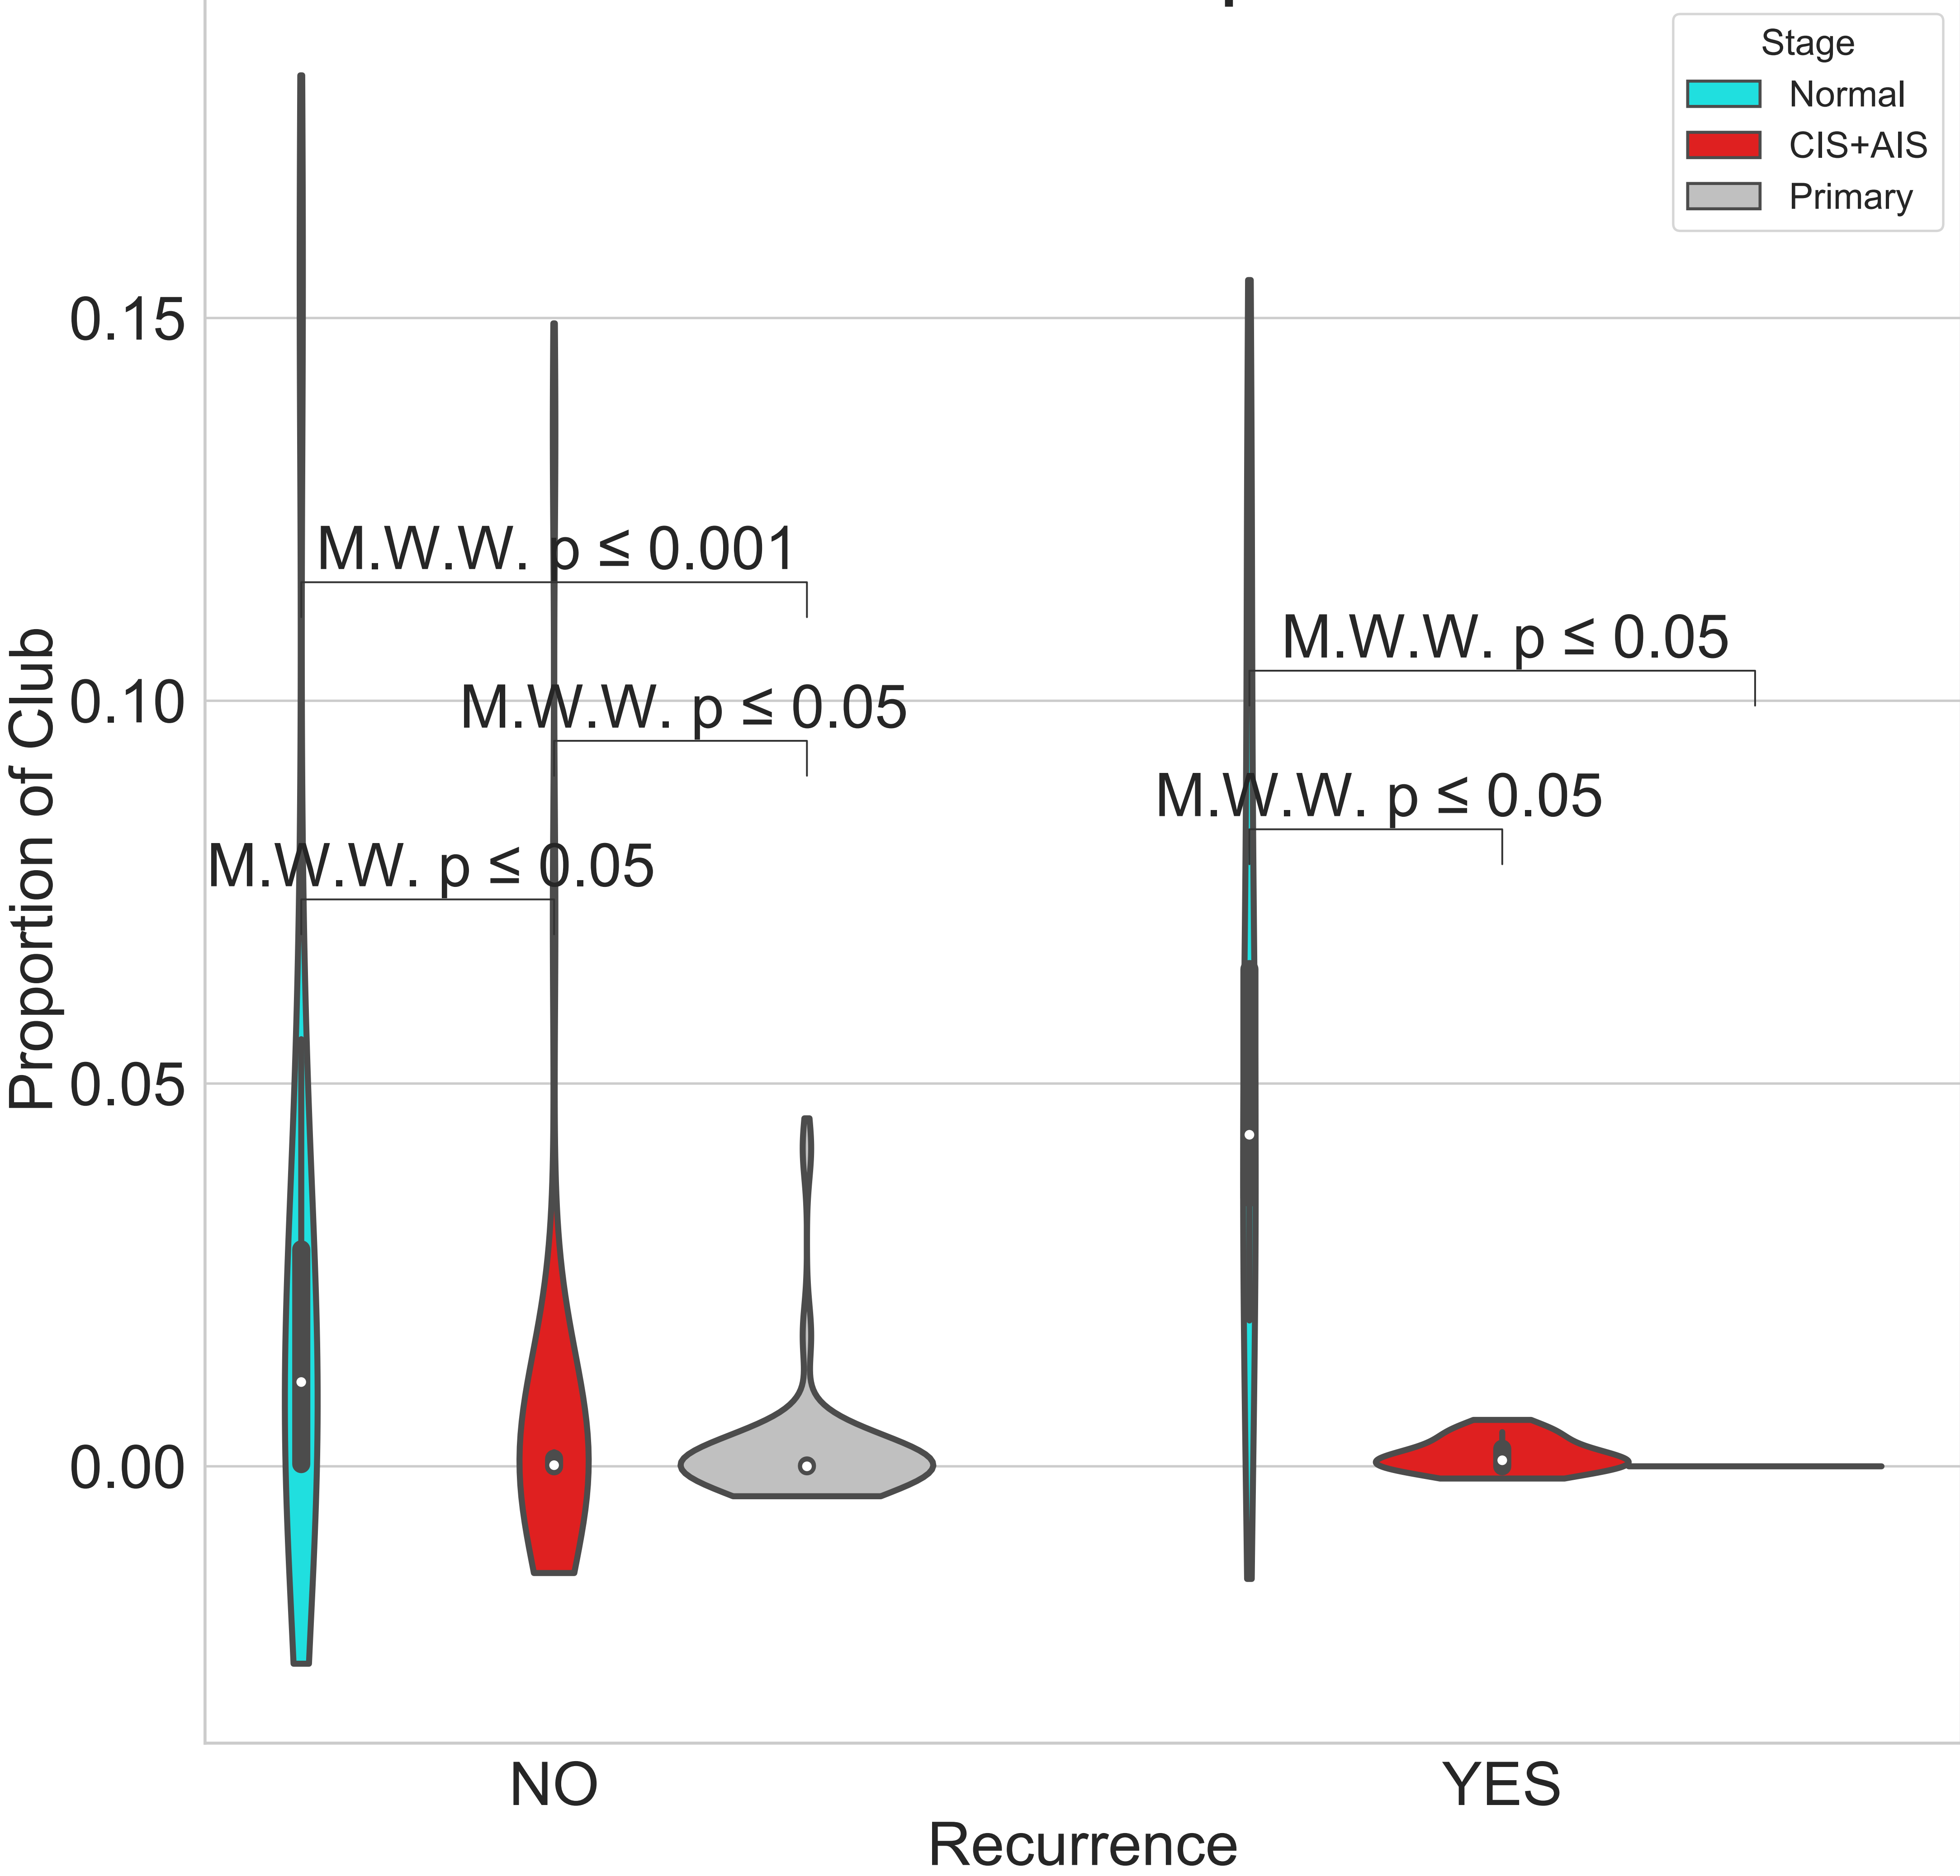 Stage
Normal
CIS+AIS
Primary
0.15
M.W.W. p ≤ 0.001
M.W.W. p ≤ 0.05
0.10
M.W.W. p ≤ 0.05
M.W.W. p ≤ 0.05
M.W.W. p ≤ 0.05
Proportion of Club
0.05
0.00
NO
YES
Recurrence